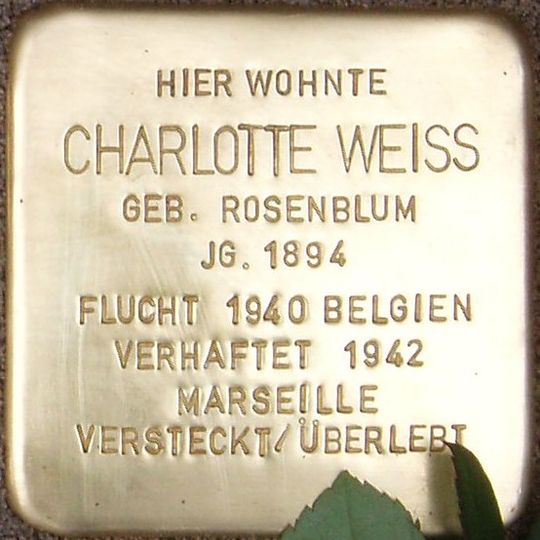 HIER WOHNTE
CHARLOTTE WEISS
GEB. ROSENBLUM
JG. 1894
FLUCHT 1940 BELGIEN
VERHAFTET 1942
MARSEILLE
VERSTECKT/ÜBERLEBT